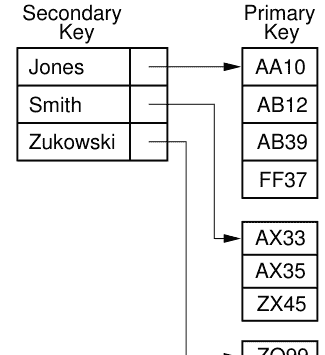 Secondary
Key
Primary
Key
Jones
Smith
Zukowski
AA10
AB12
AB39
FF37
AX33
AX35
ZX45